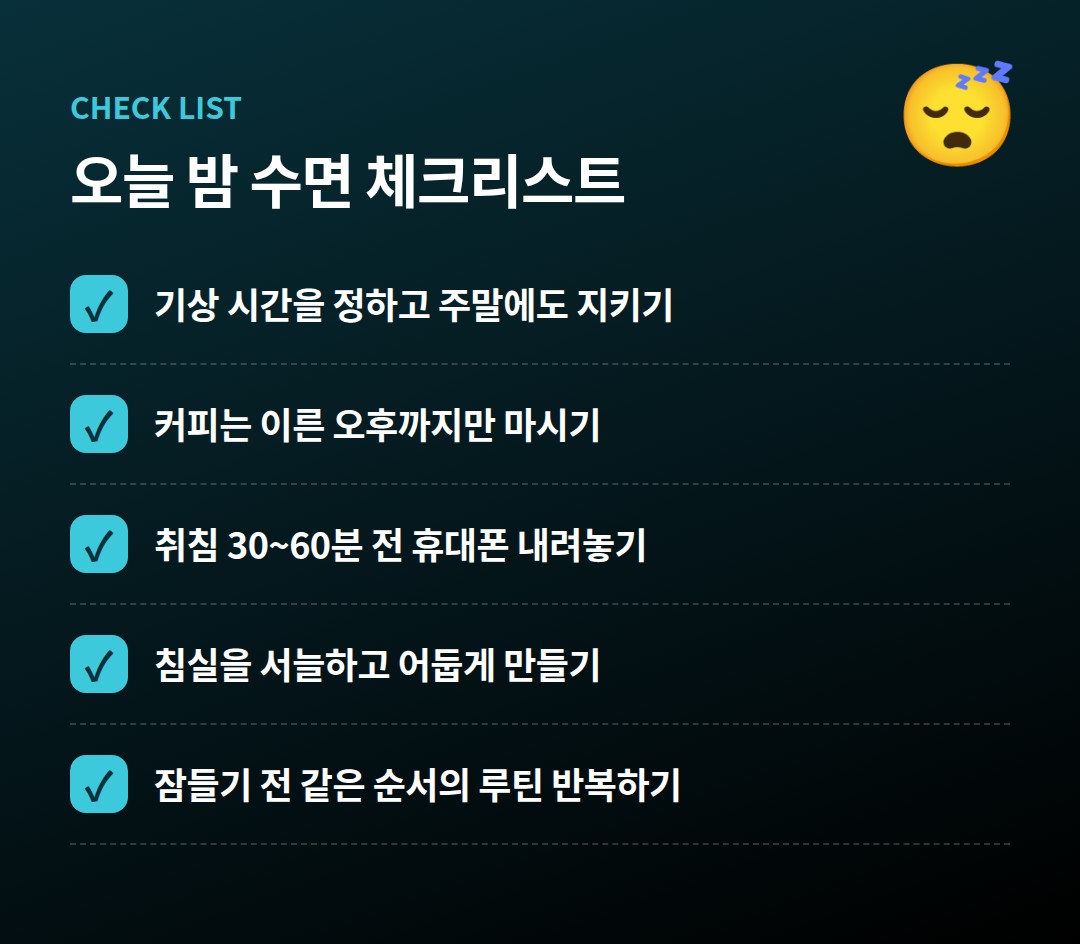 CHECK LIST
오늘 밤 수면 체크리스트
기상 시간을 정하고 주말에도 지키기
커피는 이른 오후까지만 마시기
취침 30~60분 전 휴대폰 내려놓기
침실을 서늘하고 어둡게 만들기
잠들기 전 같은 순서의 루틴 반복하기